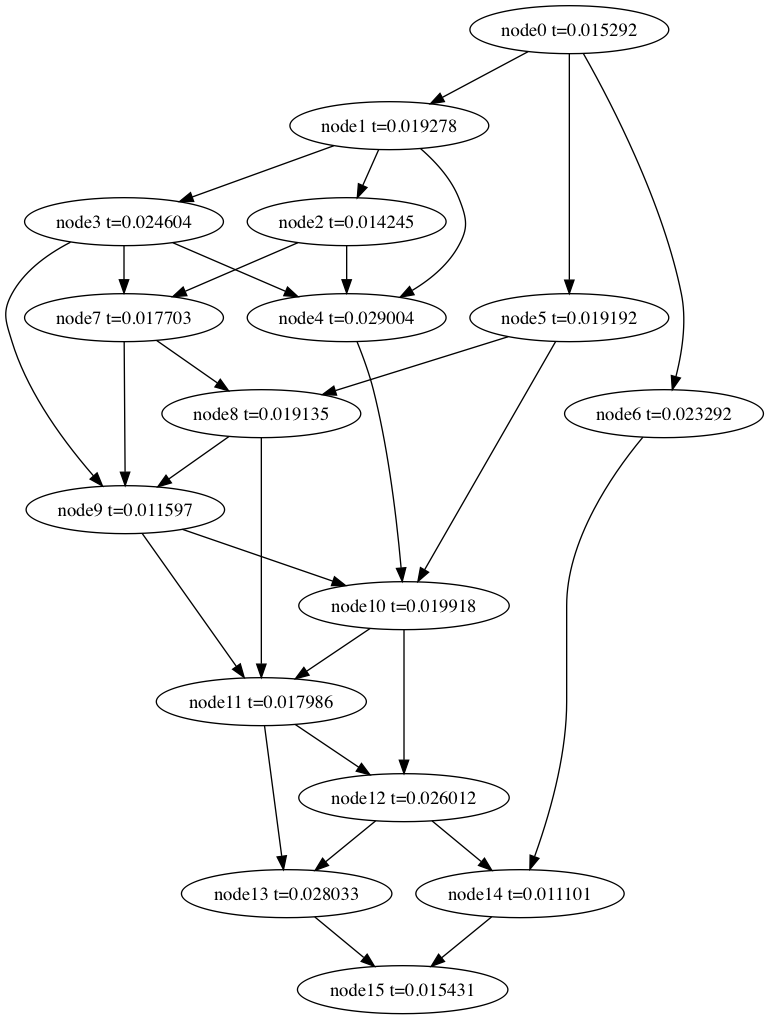 node0 t=0.015292
node1 t=0.019278
node3 t=0.024604
node2 t=0.014245
node7 t=0.017703
node4 t=0.029004
node5 t=0.019192
node8 t=0.019135
node6 t=0.023292
node9 t=0.011597
node10 t=0.019918
node11 t=0.017986
node12 t=0.026012
node13 t=0.028033
node14 t=0.011101
node15 t=0.015431